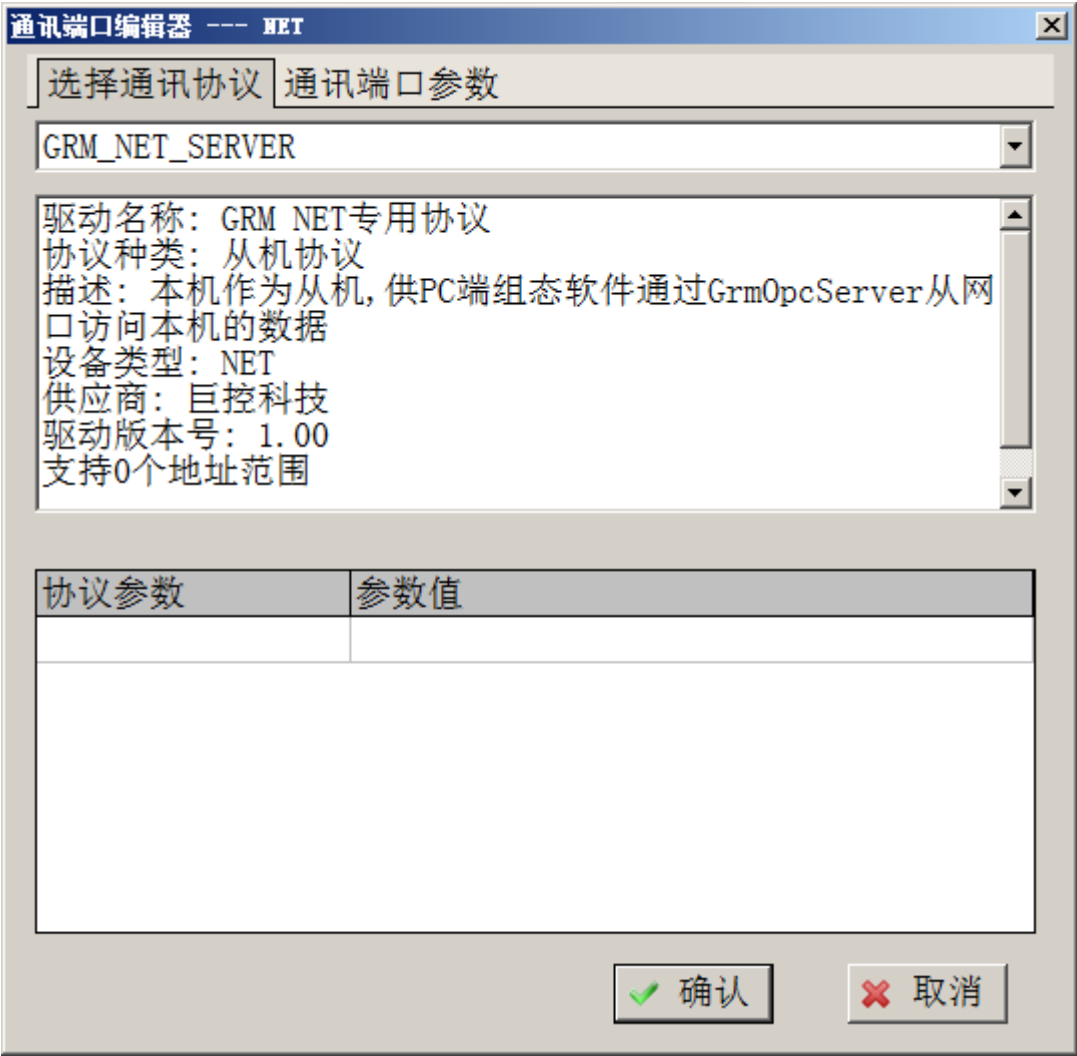 通讯端口编辑器 --- NET
选择通讯协议 通讯端口参数
GRM_NET_SERVER
驱动名称: GRM NET专用协议
协议种类: 从机协议
描述: 本机作为从机,供PC端组态软件通过GrmOpcServer从网
口访问本机的数据
设备类型: NET
供应商: 巨控科技
驱动版本号: 1.00
支持0个地址范围
协议参数 参数值
确认 取消